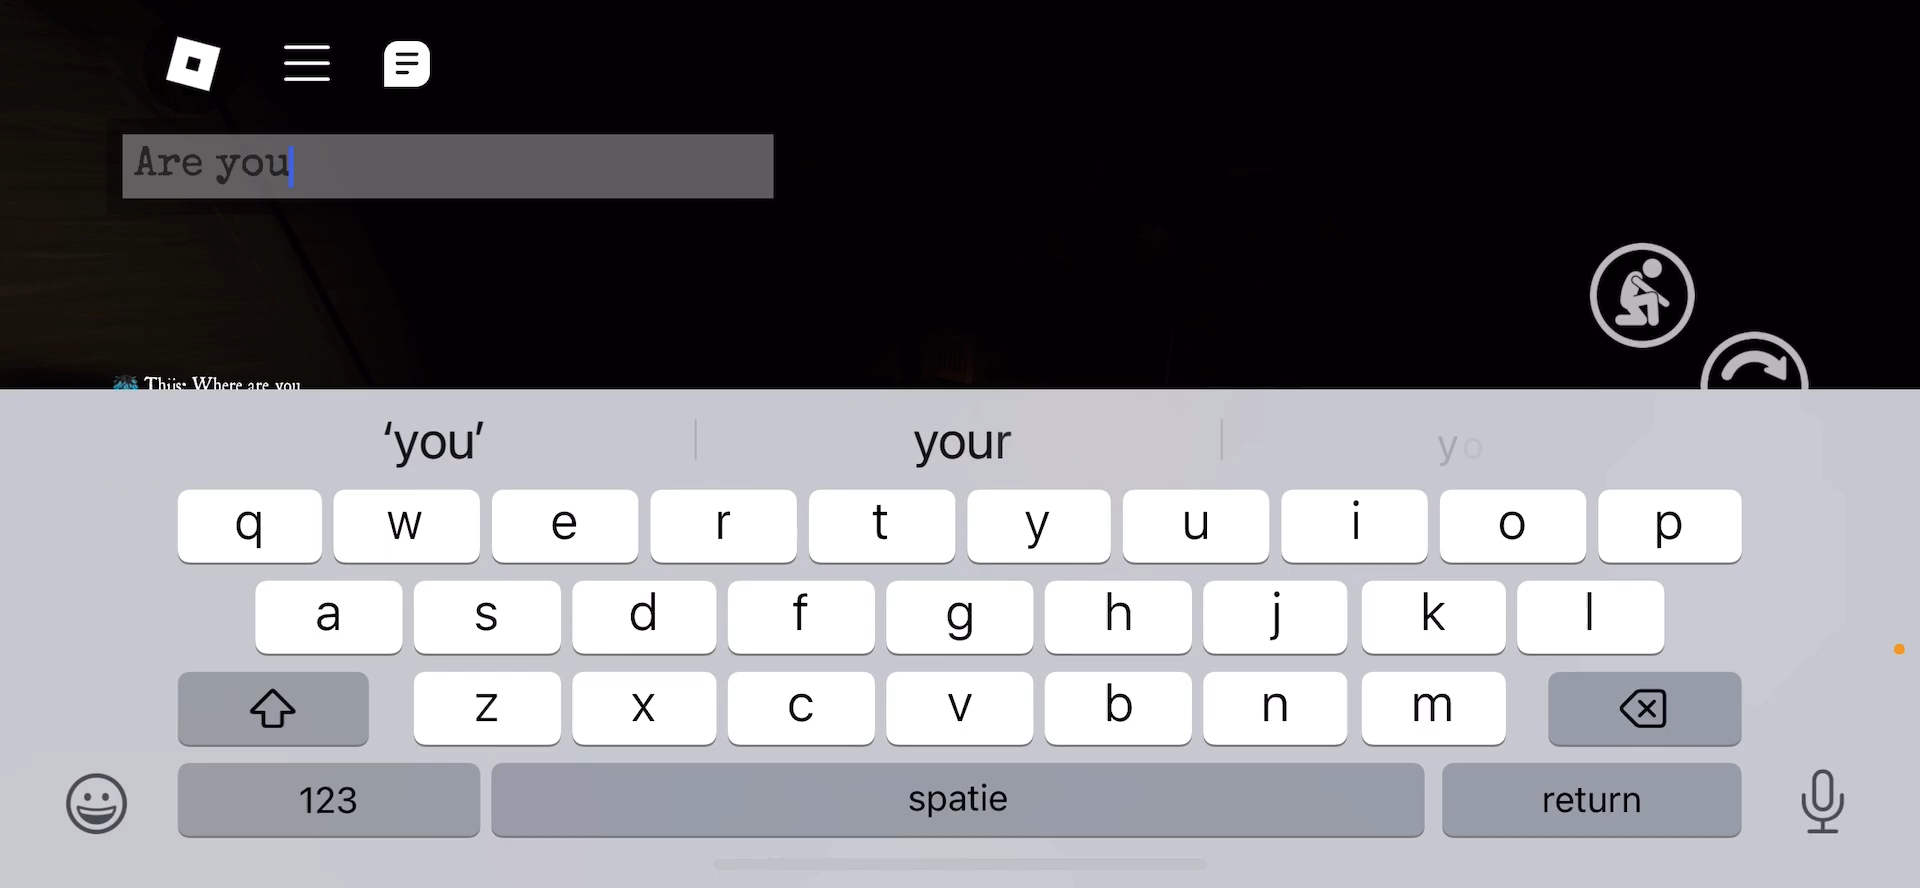 Are you
Thijs: Where are you
‘you’ your
q w e r t y u i o p
a s d f g h j k l
z x c v b n m
123 spatie return